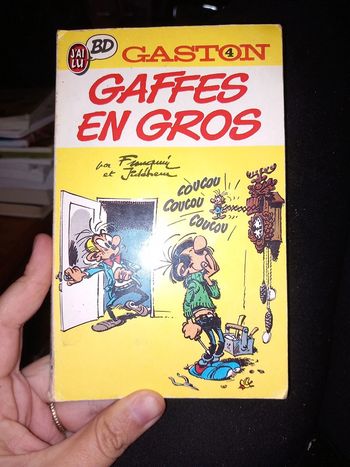 J'AI LU BD
GASTON 4
GAFFES
EN GROS
par Franquin
et Jidéhem
COUCOU
COUCOU
COUCOU